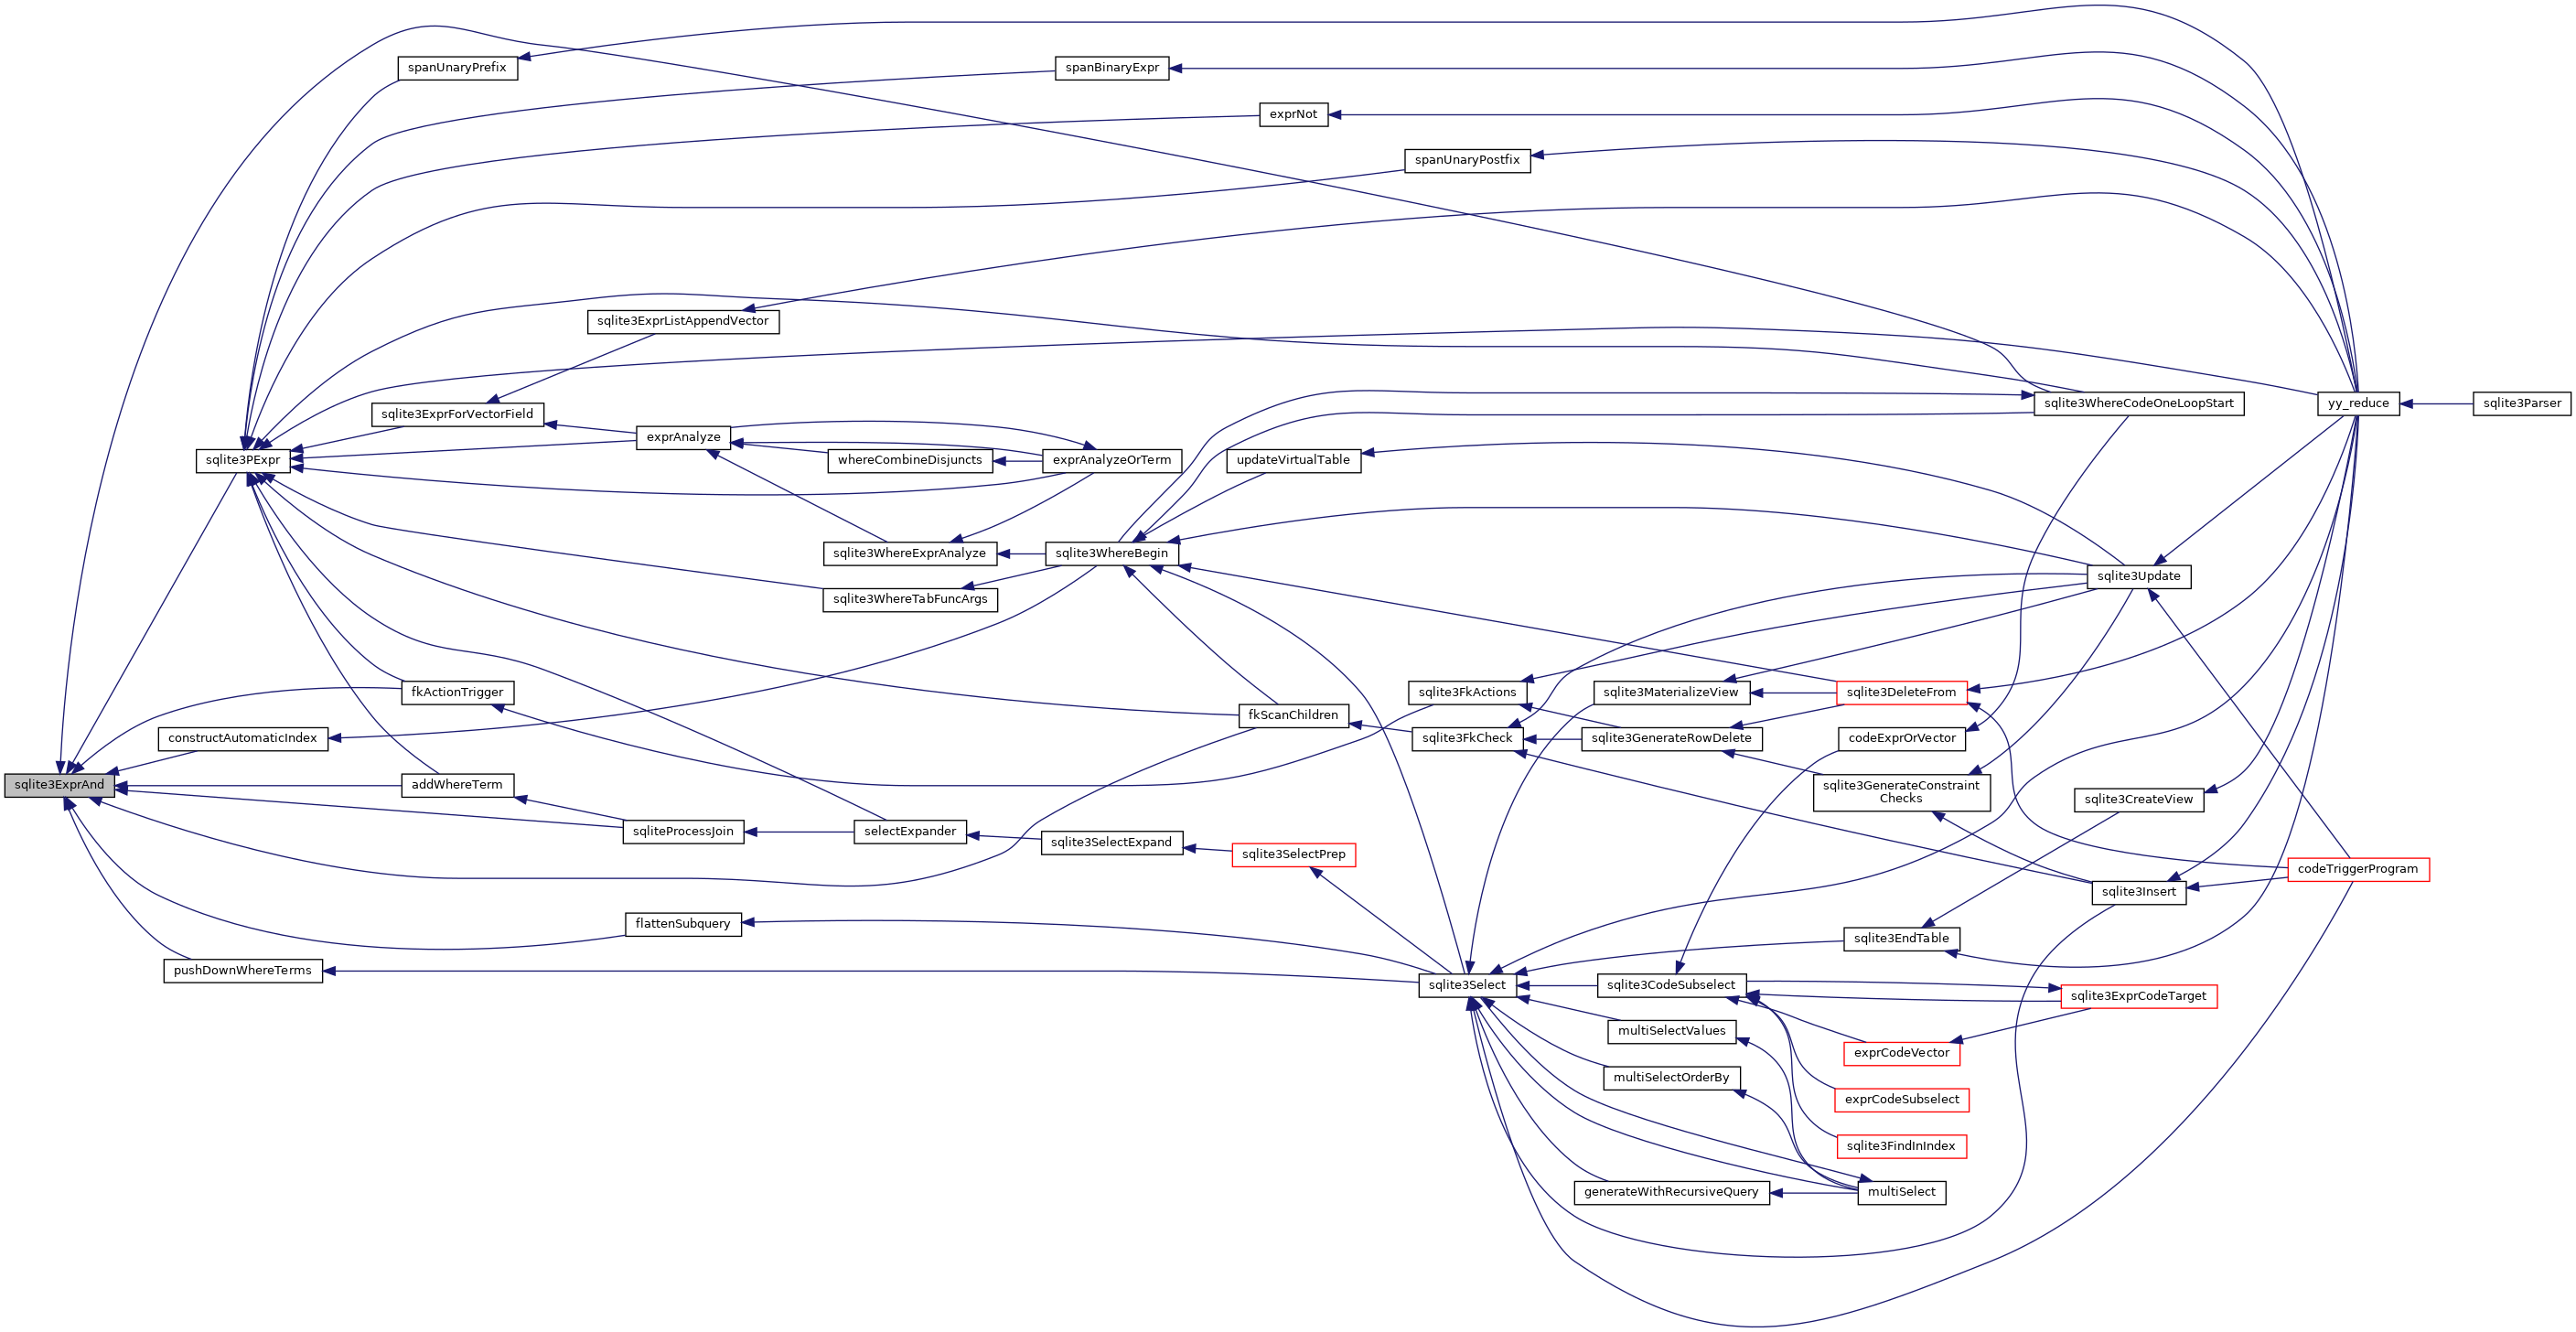 spanUnaryPrefix
spanBinaryExpr
exprNot
spanUnaryPostfix
sqlite3ExprListAppendVector
sqlite3ExprForVectorField
sqlite3WhereCodeOneLoopStart
yy_reduce
sqlite3Parser
exprAnalyze
sqlite3PExpr
whereCombineDisjuncts
exprAnalyzeOrTerm
updateVirtualTable
sqlite3WhereExprAnalyze
sqlite3WhereBegin
sqlite3Update
sqlite3WhereTabFuncArgs
fkActionTrigger
sqlite3FkActions
sqlite3MaterializeView
sqlite3DeleteFrom
fkScanChildren
constructAutomaticIndex
sqlite3FkCheck
sqlite3GenerateRowDelete
codeExprOrVector
sqlite3ExprAnd
addWhereTerm
sqlite3GenerateConstraint
Checks
sqlite3CreateView
sqliteProcessJoin
selectExpander
sqlite3SelectExpand
sqlite3SelectPrep
codeTriggerProgram
sqlite3Insert
flattenSubquery
sqlite3EndTable
pushDownWhereTerms
sqlite3Select
sqlite3CodeSubselect
sqlite3ExprCodeTarget
multiSelectValues
exprCodeVector
multiSelectOrderBy
exprCodeSubselect
sqlite3FindInIndex
generateWithRecursiveQuery
multiSelect